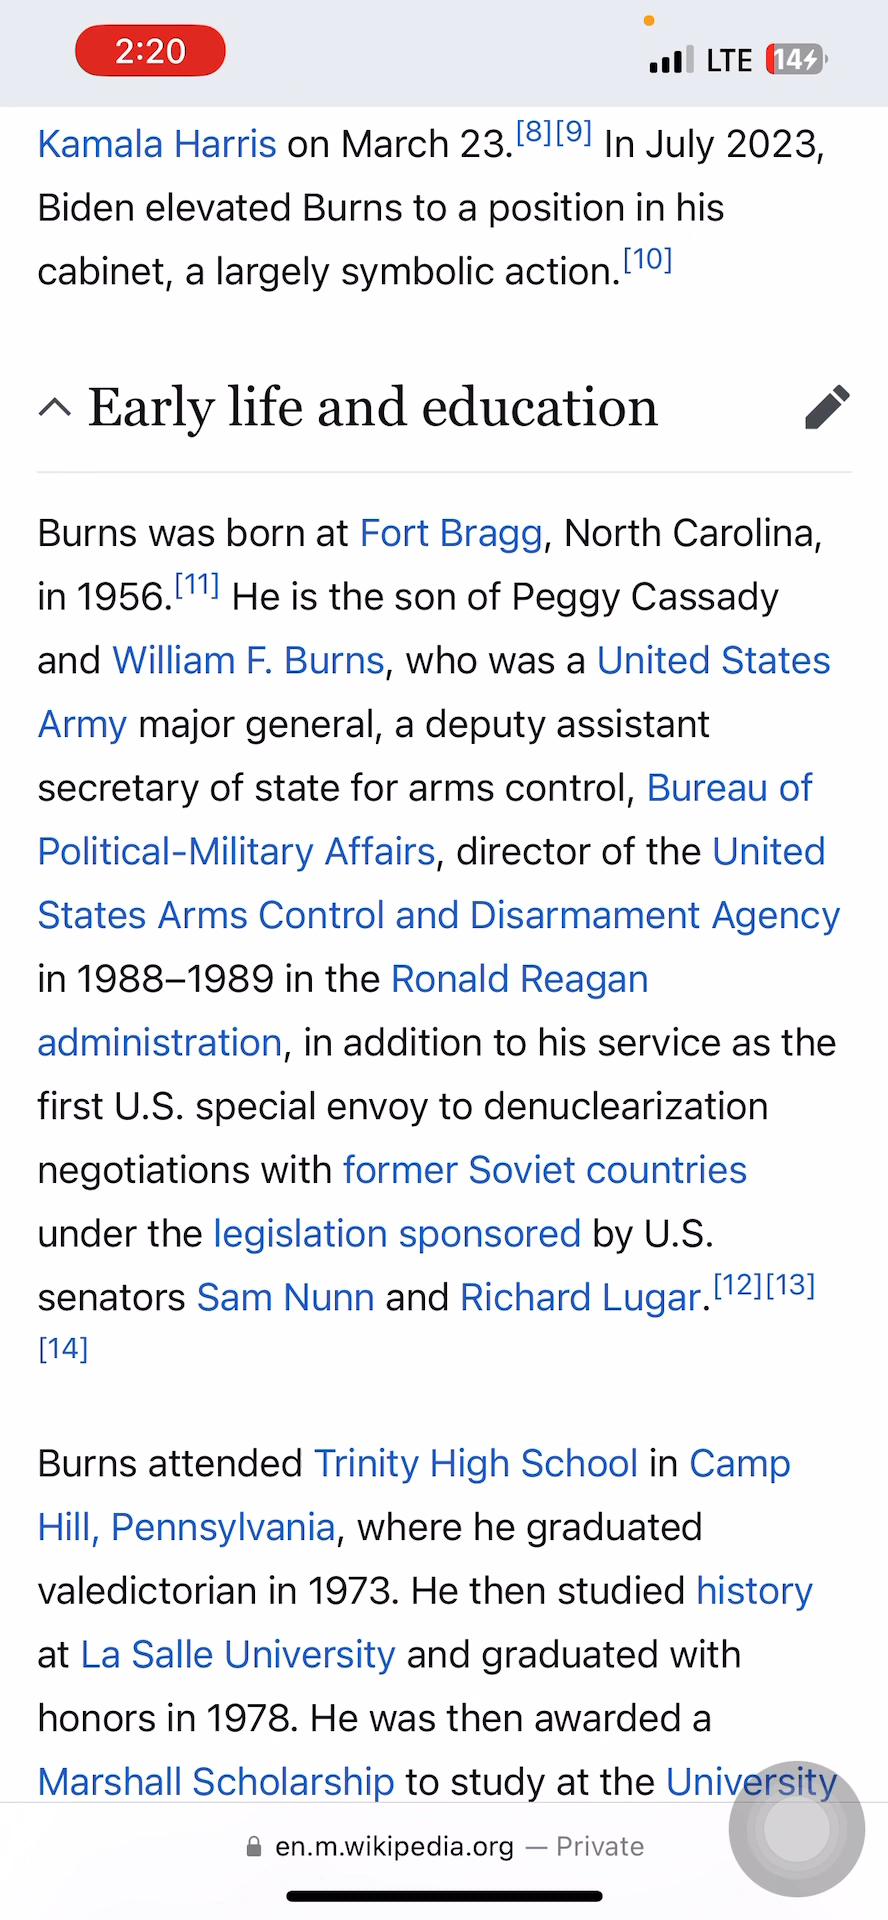 2:20
LTE 14
Kamala Harris on March 23.[8][9] In July 2023,
Biden elevated Burns to a position in his
cabinet, a largely symbolic action.[10]
Early life and education
Burns was born at Fort Bragg, North Carolina,
in 1956.[11] He is the son of Peggy Cassady
and William F. Burns, who was a United States
Army major general, a deputy assistant
secretary of state for arms control, Bureau of
Political-Military Affairs, director of the United
States Arms Control and Disarmament Agency
in 1988–1989 in the Ronald Reagan
administration, in addition to his service as the
first U.S. special envoy to denuclearization
negotiations with former Soviet countries
under the legislation sponsored by U.S.
senators Sam Nunn and Richard Lugar.[12][13]
[14]
Burns attended Trinity High School in Camp
Hill, Pennsylvania, where he graduated
valedictorian in 1973. He then studied history
at La Salle University and graduated with
honors in 1978. He was then awarded a
Marshall Scholarship to study at the University
en.m.wikipedia.org — Private